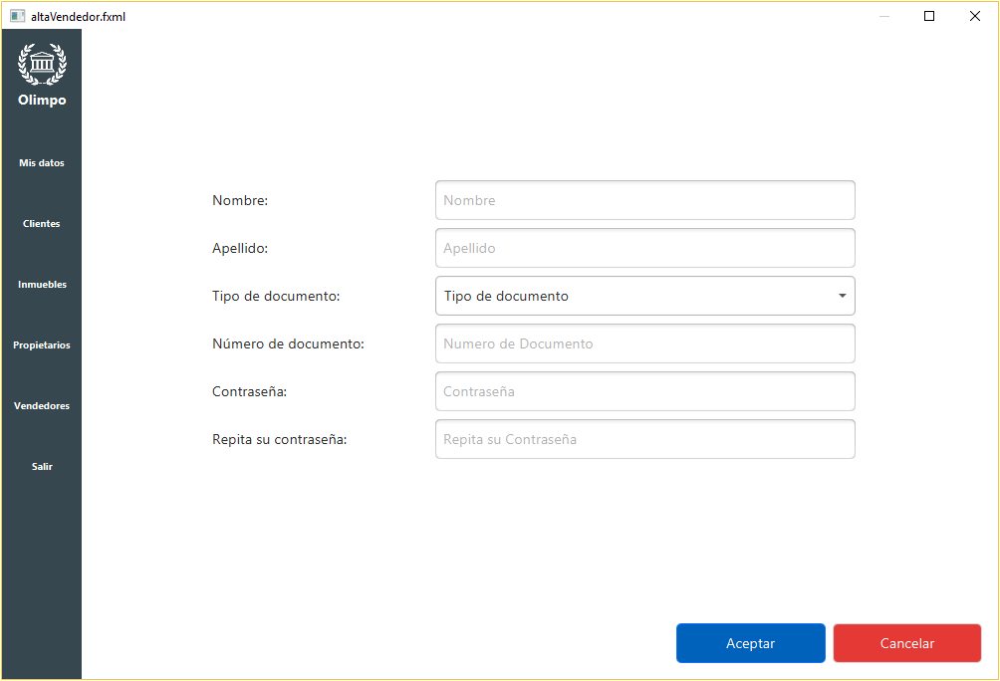 altaVendedor.fxml
Olimpo
Mis datos
Clientes
Inmuebles
Propietarios
Vendedores
Salir
Nombre:
Nombre
Apellido:
Apellido
Tipo de documento:
Tipo de documento
Número de documento:
Numero de Documento
Contraseña:
Contraseña
Repita su contraseña:
Repita su Contraseña
Aceptar
Cancelar